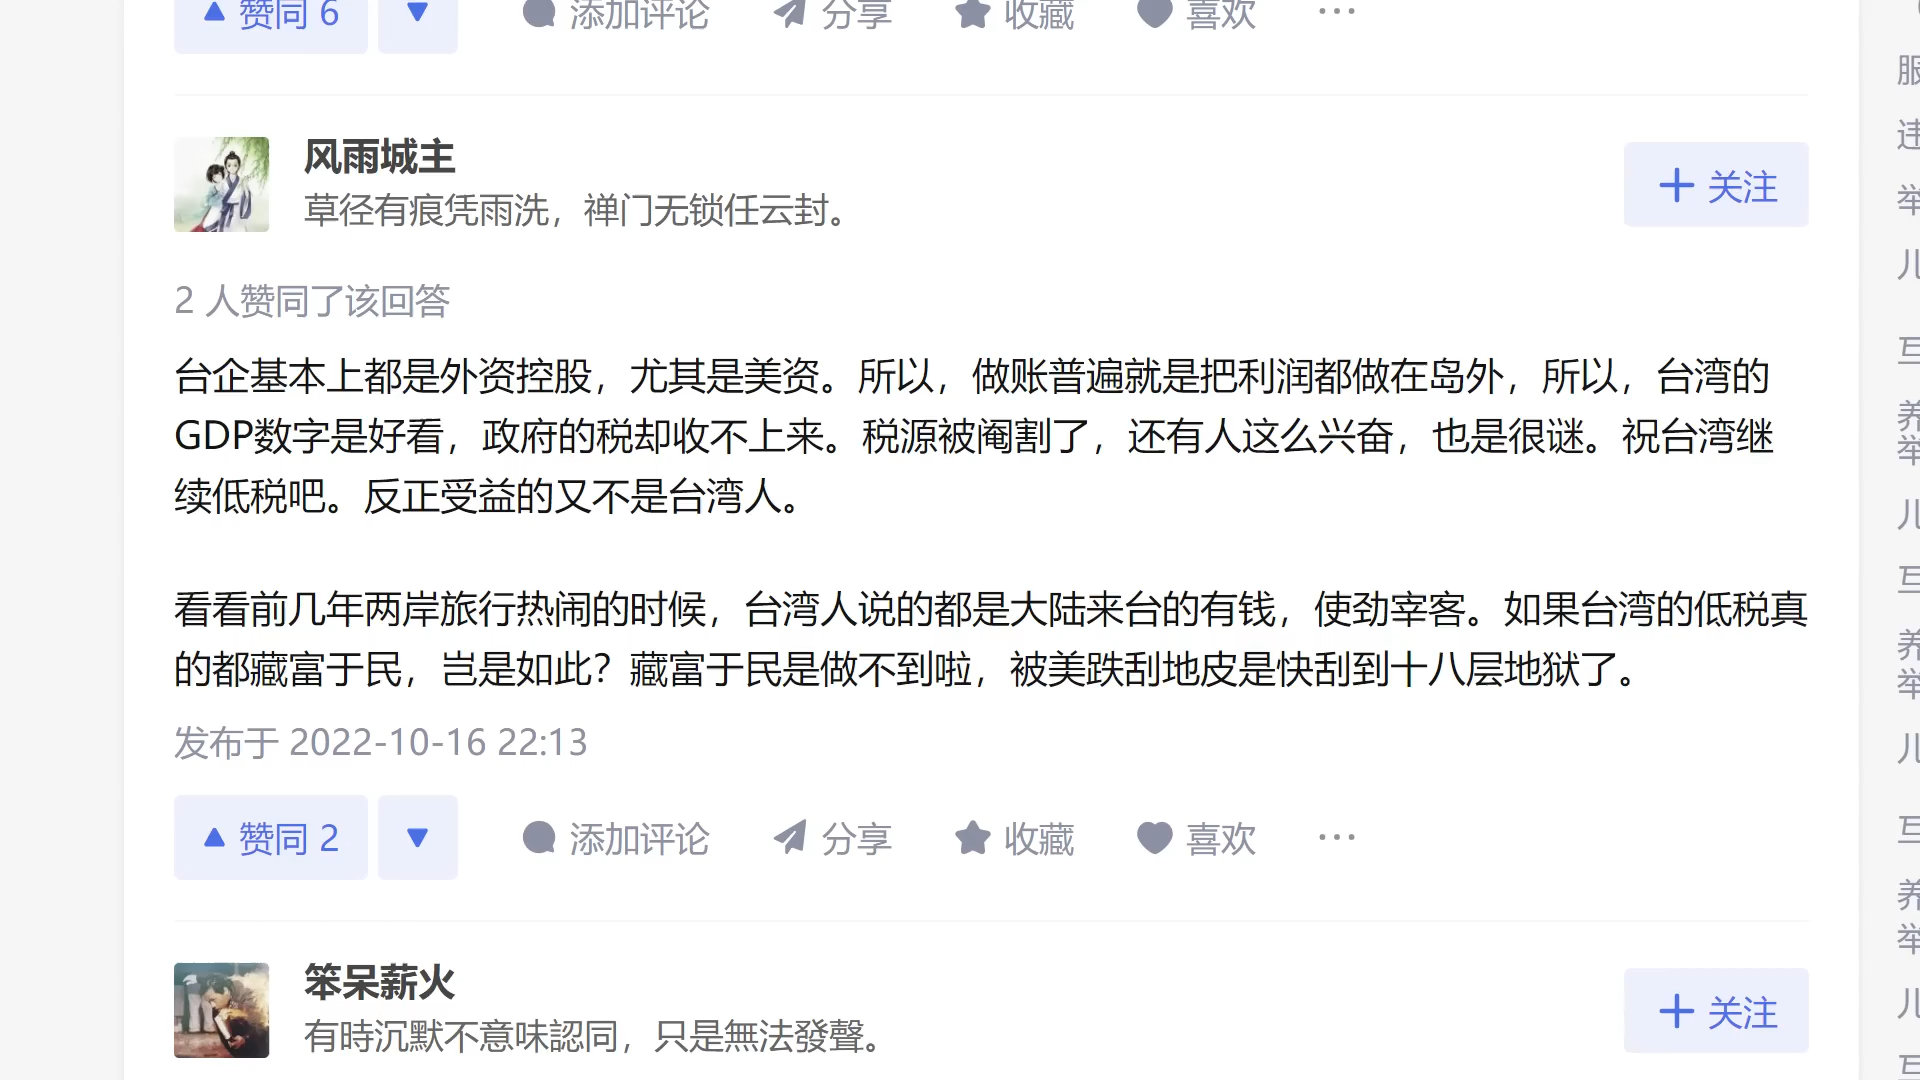 赞同 6
添加评论
分享
收藏
喜欢
风雨城主
草径有痕凭雨洗，禅门无锁任云封。
关注
2 人赞同了该回答
台企基本上都是外资控股，尤其是美资。所以，做账普遍就是把利润都做在岛外，所以，台湾的
GDP数字是好看，政府的税却收不上来。税源被阉割了，还有人这么兴奋，也是很谜。祝台湾继
续低税吧。反正受益的又不是台湾人。
看看前几年两岸旅行热闹的时候，台湾人说的都是大陆来台的有钱，使劲宰客。如果台湾的低税真
的都藏富于民，岂是如此？藏富于民是做不到啦，被美跌刮地皮是快刮到十八层地狱了。
发布于 2022-10-16 22:13
赞同 2
添加评论
分享
收藏
喜欢
笨呆薪火
有時沉默不意味認同，只是無法發聲。
关注